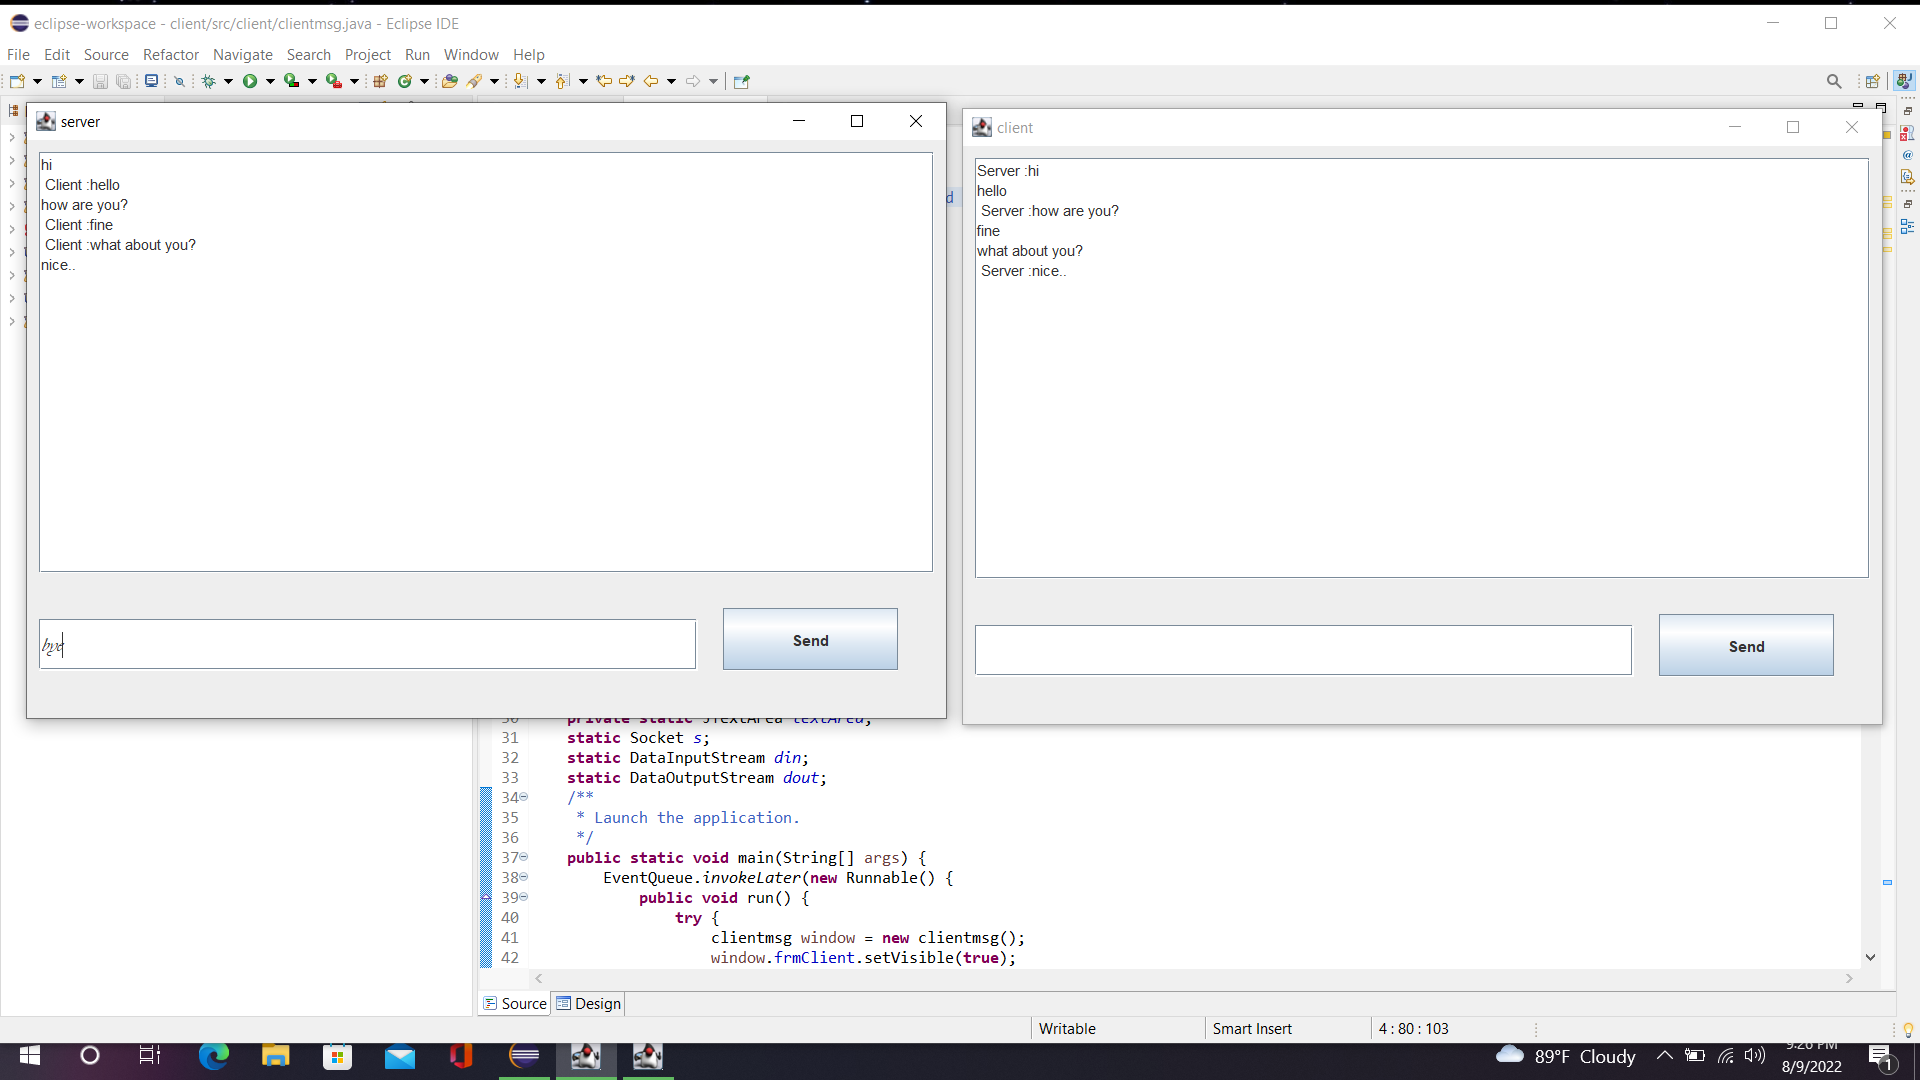 eclipse-workspace - client/src/client/clientmsg.java - Eclipse IDE
File Edit Source Refactor Navigate Search Project Run Window Help
server
hi
Client :hello
how are you?
Client :fine
Client :what about you?
nice..
bye
Send
client
Server :hi
hello
Server :how are you?
fine
what about you?
Server :nice..
Send
d
30 private static JTextArea textArea;
31 static Socket s;
32 static DataInputStream din;
33 static DataOutputStream dout;
34 /**
35 * Launch the application.
36 */
37 public static void main(String[] args) {
38 EventQueue.invokeLater(new Runnable() {
39 public void run() {
40 try {
41 clientmsg window = new clientmsg();
42 window.frmClient.setVisible(true);
Source Design
Writable Smart Insert 4 : 80 : 103
89°F Cloudy
9:26 PM
8/9/2022
1